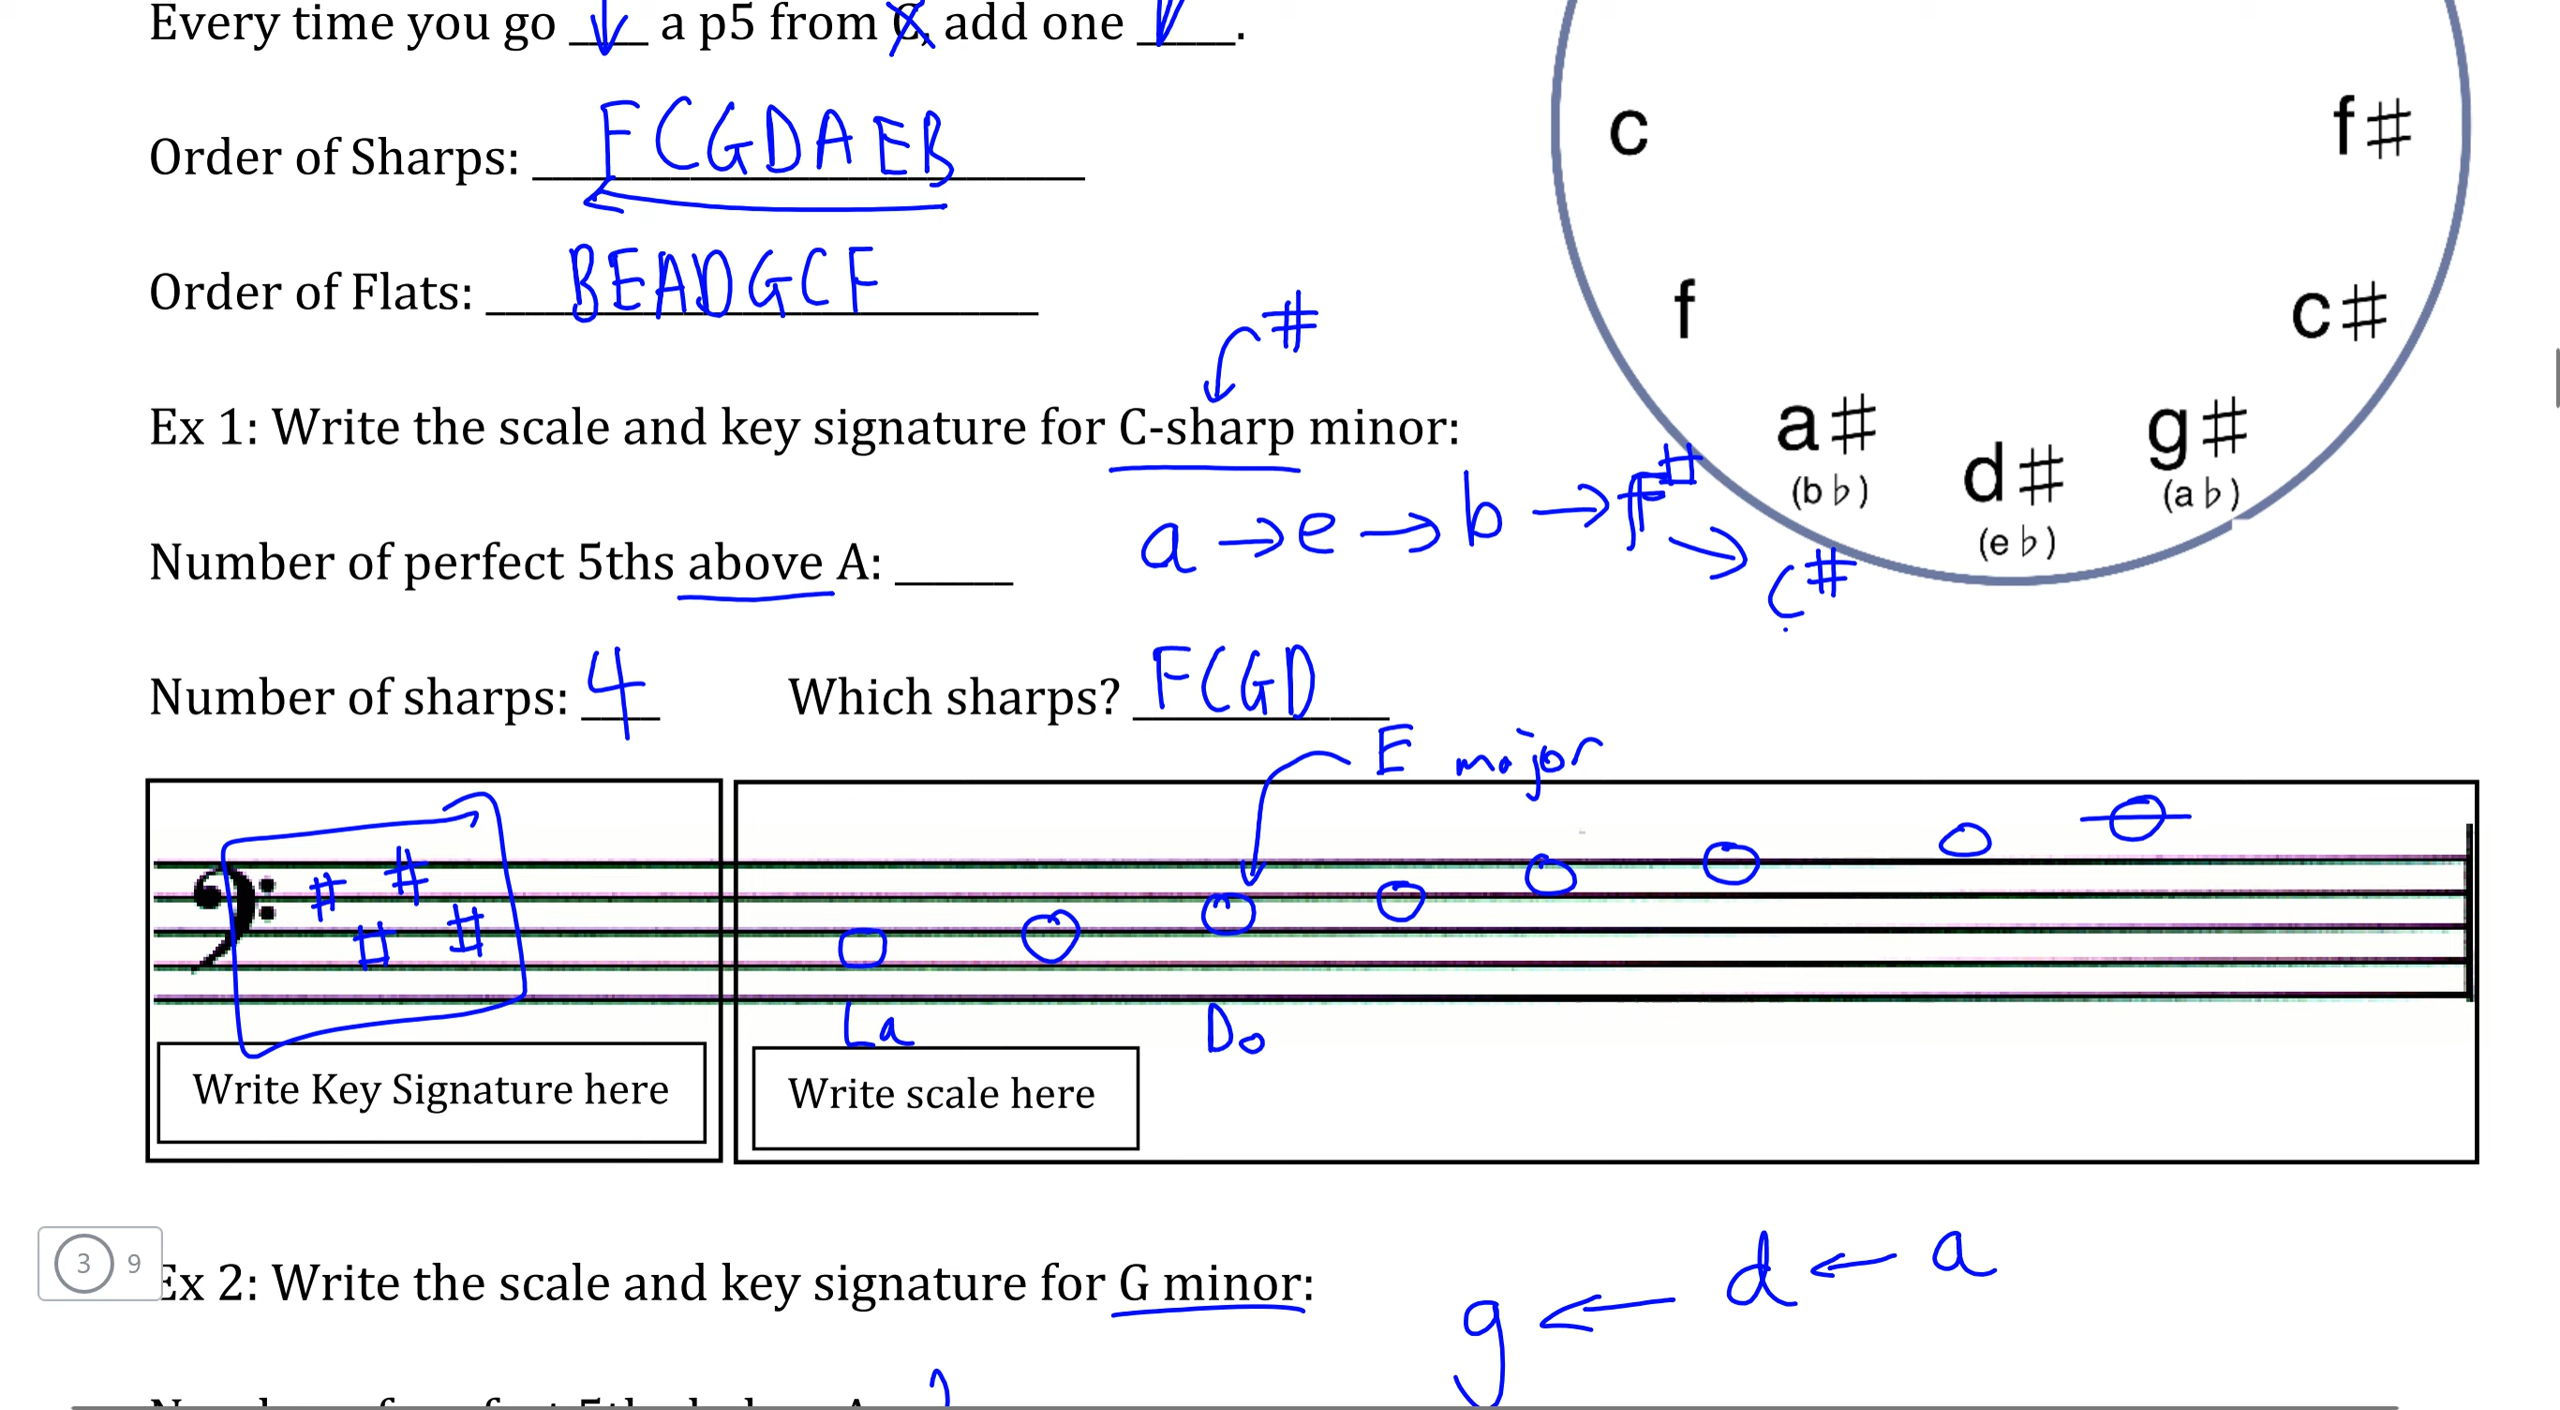 Every time you go ↓ a p5 from C, add one ____.
Order of Sharps: FCGDAEB
Order of Flats: BEADGCF
#
Ex 1: Write the scale and key signature for C-sharp minor:
a → e → b → f# → c#
Number of perfect 5ths above A: _____
Number of sharps: 4 Which sharps? FCGD
E major
La Do
Write Key Signature here
Write scale here
3 9
Ex 2: Write the scale and key signature for G minor:
g ← d ← a
c
f#
f
c#
a#
(b♭)
d#
(e♭)
g#
(a♭)